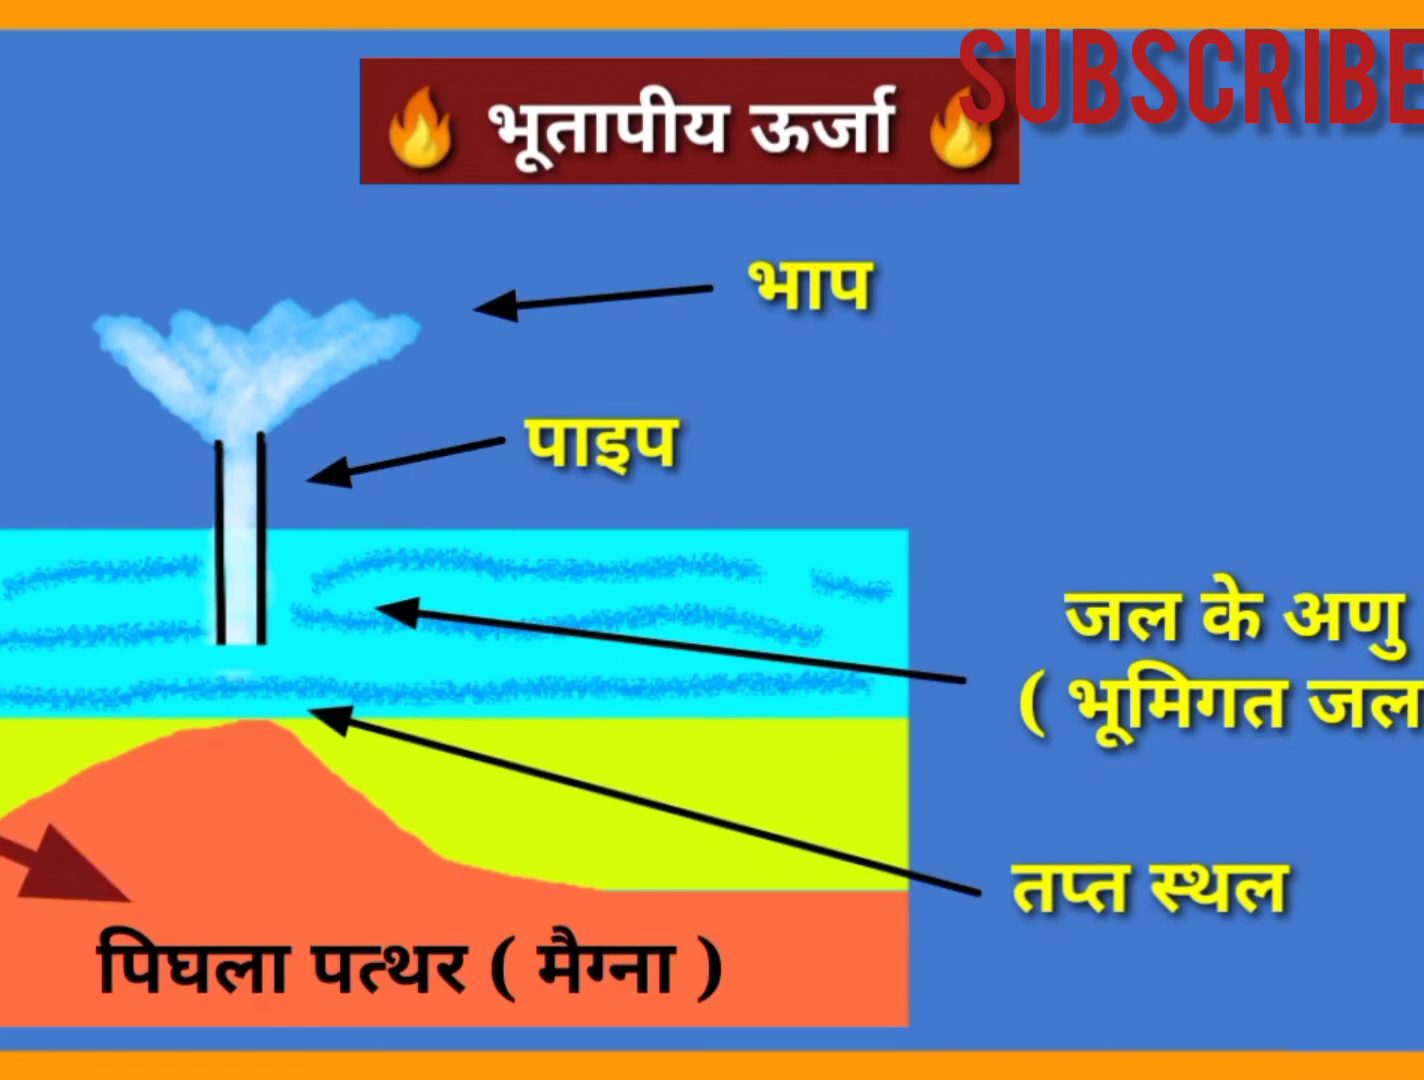 SUBSCRIBE
🔥 भूतापीय ऊर्जा 🔥
भाप
पाइप
जल के अणु
( भूमिगत जल
तप्त स्थल
पिघला पत्थर ( मैग्ना )